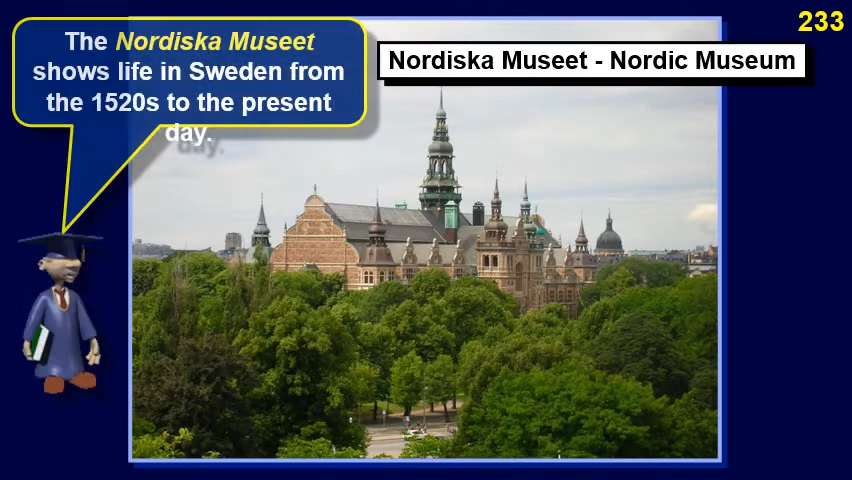 The Nordiska Museet
shows life in Sweden from
the 1520s to the present
day.
233
Nordiska Museet - Nordic Museum